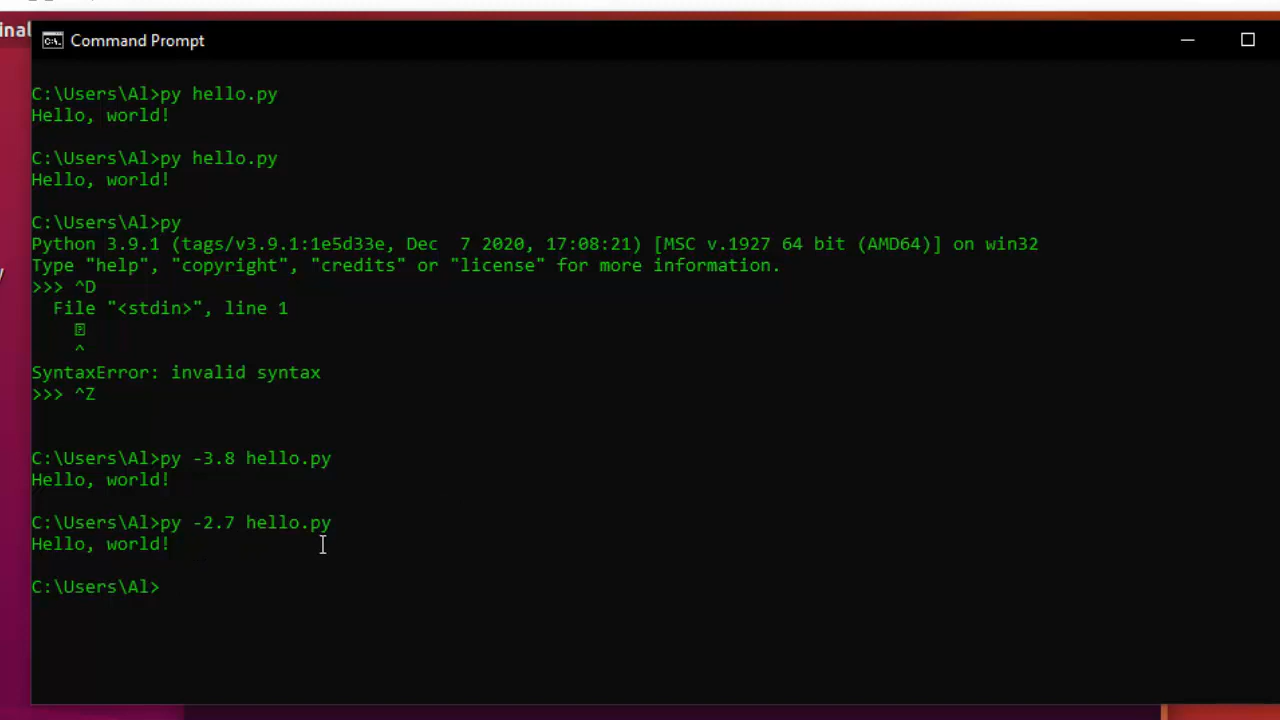 inal
Command Prompt
C:\Users\Al>py hello.py
Hello, world!
C:\Users\Al>py hello.py
Hello, world!
C:\Users\Al>py
Python 3.9.1 (tags/v3.9.1:1e5d33e, Dec  7 2020, 17:08:21) [MSC v.1927 64 bit (AMD64)] on win32
Type "help", "copyright", "credits" or "license" for more information.
>>> ^D
  File "<stdin>", line 1
    ^
SyntaxError: invalid syntax
>>> ^Z
C:\Users\Al>py -3.8 hello.py
Hello, world!
C:\Users\Al>py -2.7 hello.py
Hello, world!
C:\Users\Al>